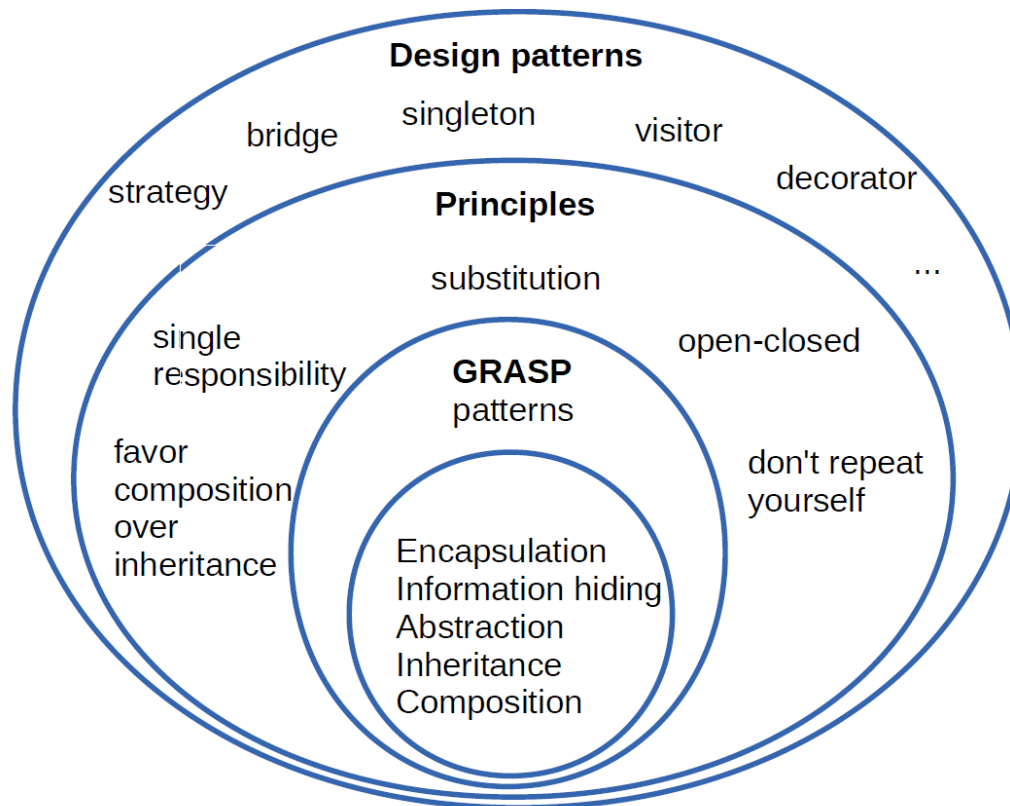 Design patterns
singleton
bridge
visitor
strategy
decorator
Principles
...
substitution
single
responsibility
open-closed
GRASP
patterns
favor
composition
over
inheritance
don't repeat
yourself
Encapsulation
Information hiding
Abstraction
Inheritance
Composition